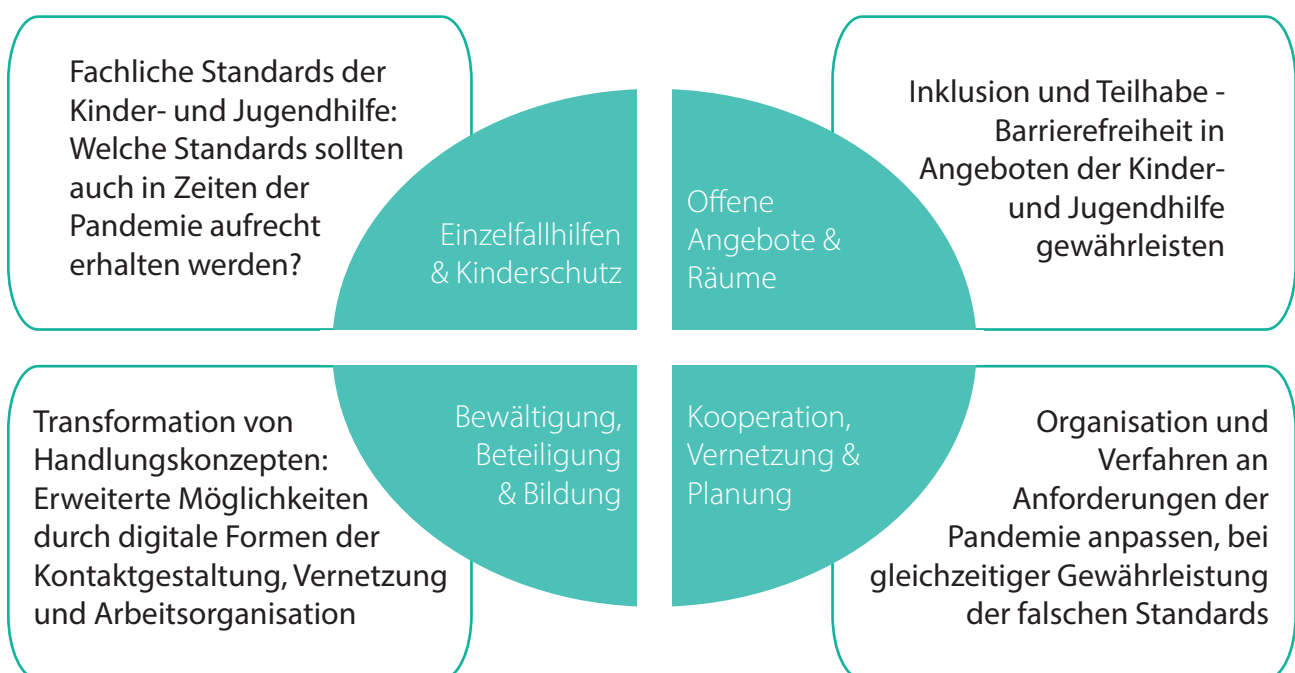 Fachliche Standards der
Kinder- und Jugendhilfe:
Welche Standards sollten
auch in Zeiten der
Pandemie aufrecht
erhalten werden?
Einzelfallhilfen
& Kinderschutz
Offene
Angebote &
Räume
Inklusion und Teilhabe -
Barrierefreiheit in
Angeboten der Kinder-
und Jugendhilfe
gewährleisten
Transformation von
Handlungskonzepten:
Erweiterte Möglichkeiten
durch digitale Formen der
Kontaktgestaltung, Vernetzung
und Arbeitsorganisation
Bewältigung,
Beteiligung
& Bildung
Kooperation,
Vernetzung &
Planung
Organisation und
Verfahren an
Anforderungen der
Pandemie anpassen, bei
gleichzeitiger Gewährleistung
der falschen Standards